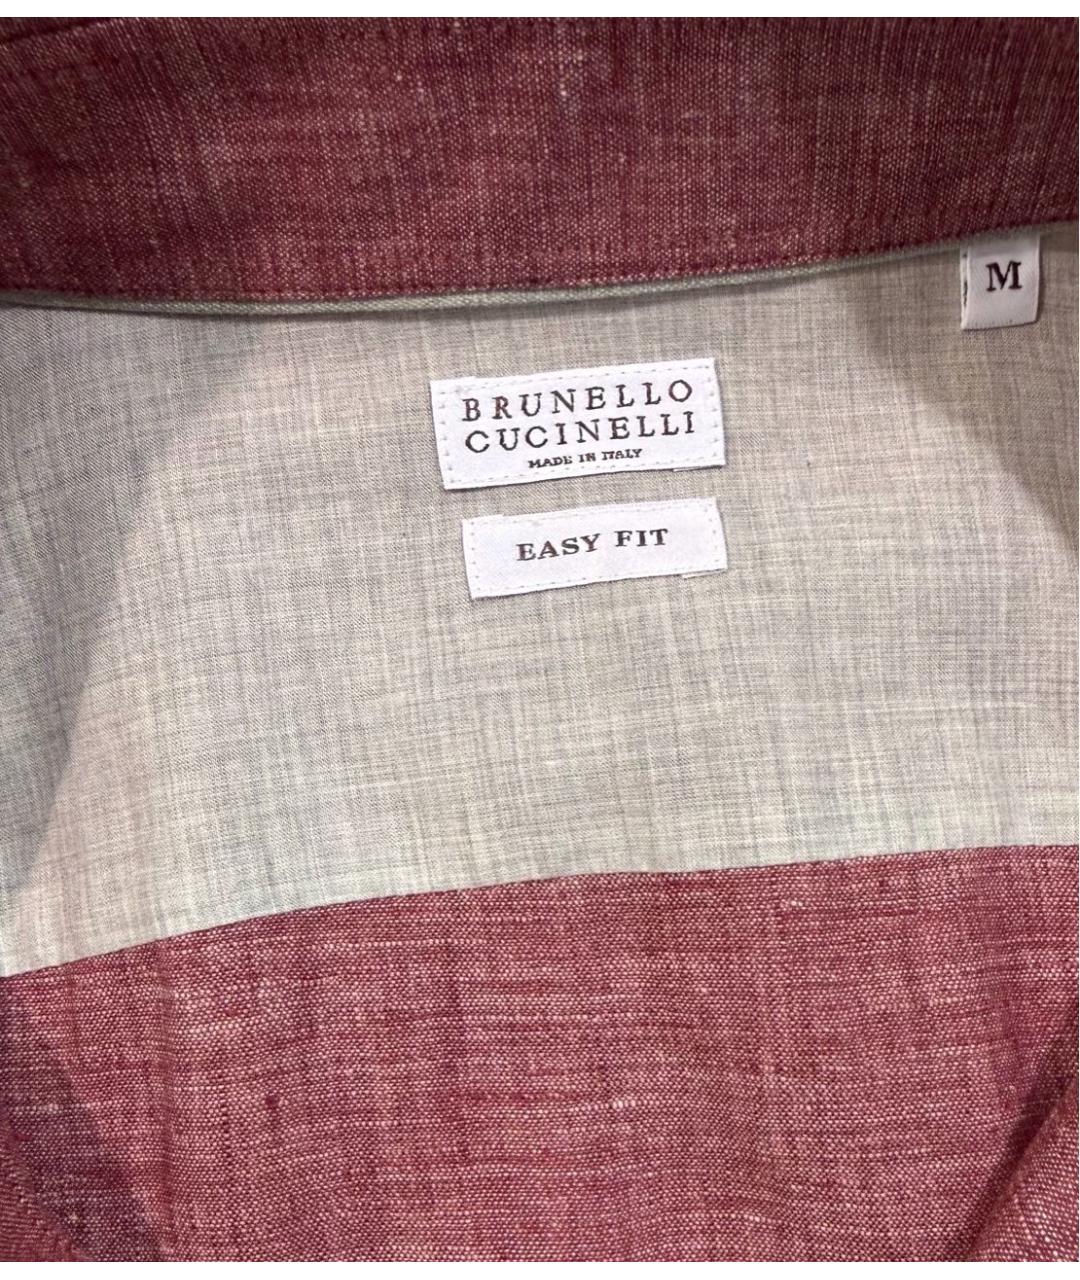 M
BRUNELLO
CUCINELLI
MADE IN ITALY
EASY FIT